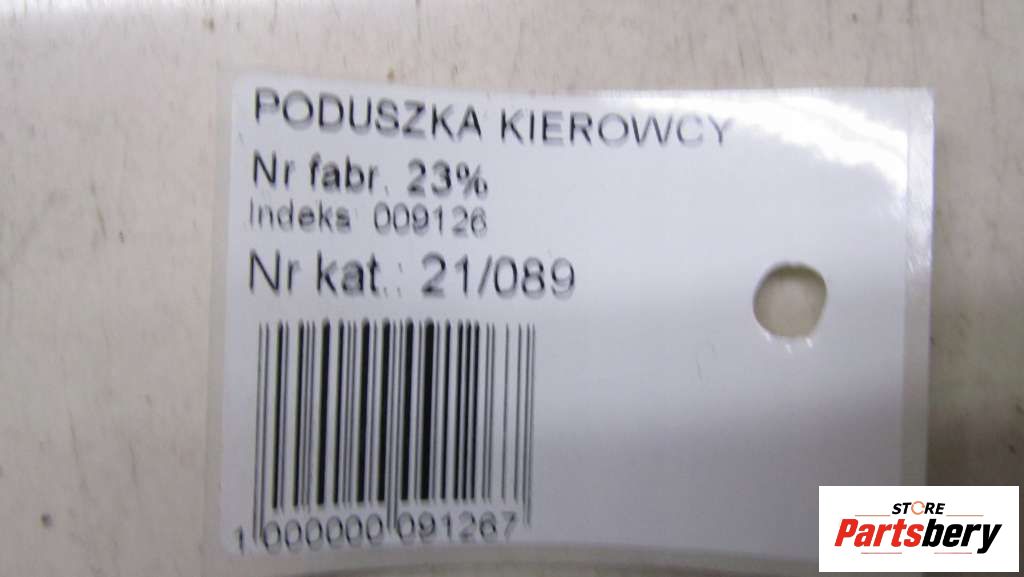 PODUSZKA KIEROWCY
Nr fabr. 23%
Indeks 009126
Nr kat.: 21/089
1 000000 091267
STORE
Partsbery